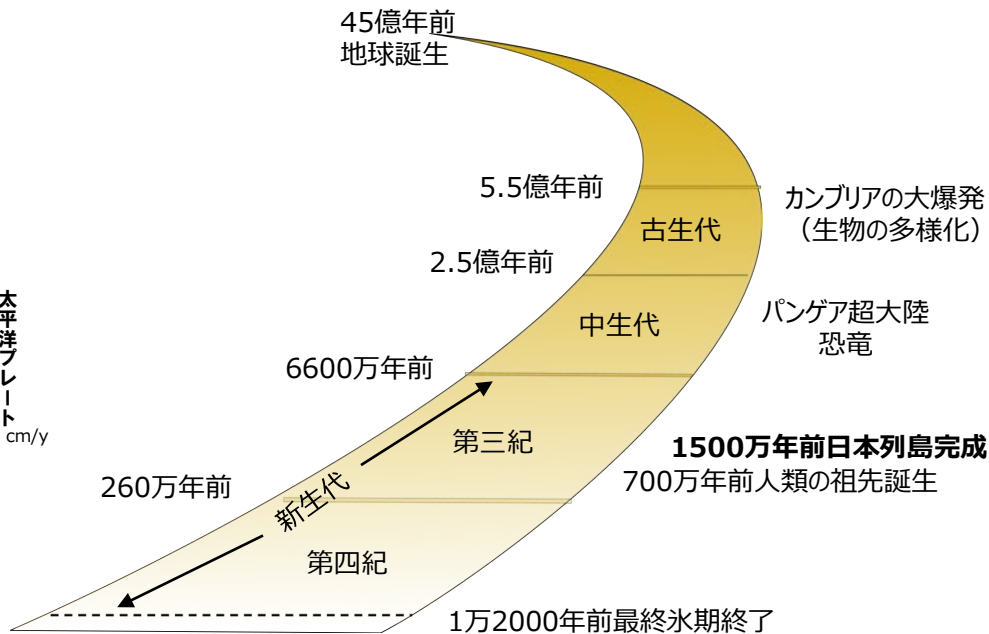 45億年前
地球誕生
5.5億年前
カンブリアの大爆発
（生物の多様化）
古生代
2.5億年前
中生代
パンゲア超大陸
恐竜
太平洋プレート
cm/y
6600万年前
第三紀
1500万年前日本列島完成
700万年前人類の祖先誕生
260万年前
新生代
第四紀
1万2000年前最終氷期終了